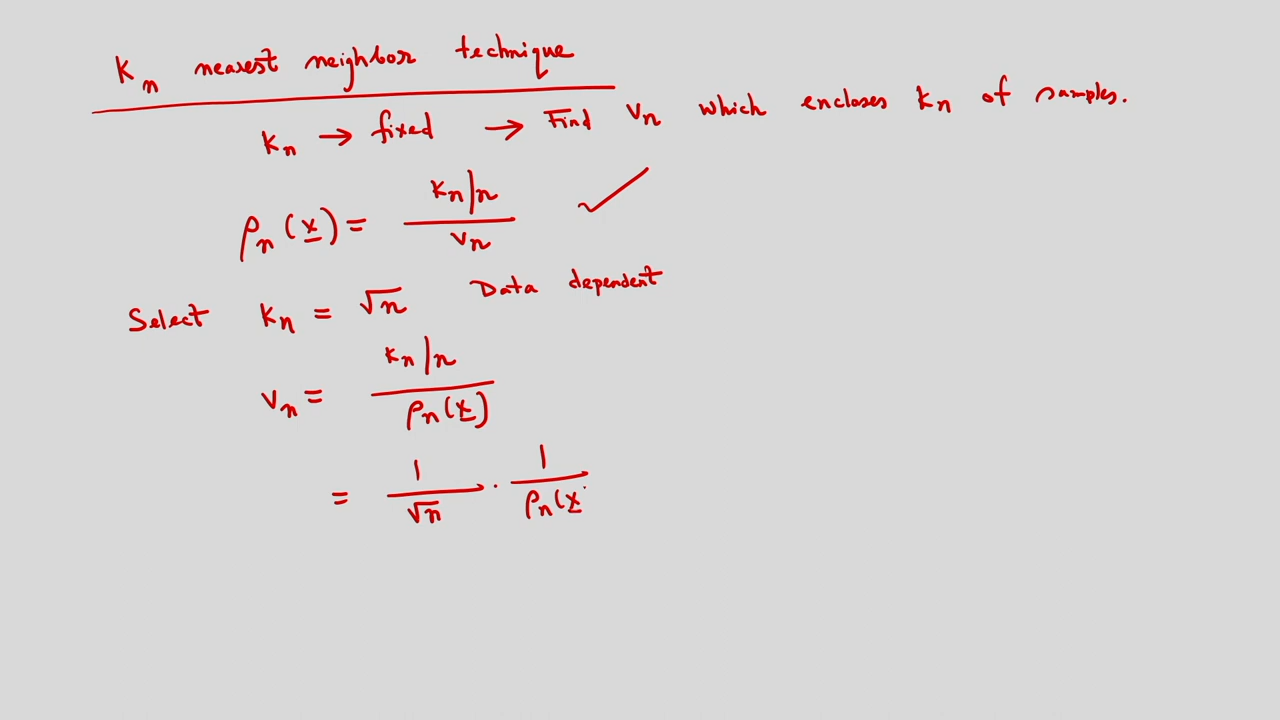 Kn nearest neighbor technique
kn → fixed → Find Vn which encloses kn of samples.
pn(x) = kn|n / vn ✓
Select kn = √n Data dependent
vn = kn|n / pn(x)
= 1/√n · 1/pn(x